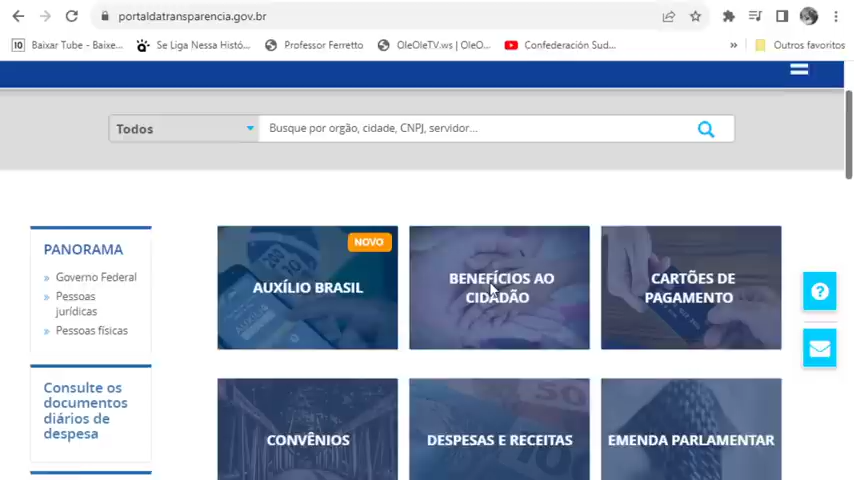 portaldatransparencia.gov.br
Baixar Tube - Baixe...
Se Liga Nessa Histó...
Professor Ferretto
OleOleTV.ws | OleO...
Confederación Sud...
»
Outros favoritos
Todos
Busque por orgão, cidade, CNPJ, servidor...
PANORAMA
» Governo Federal
» Pessoas
jurídicas
» Pessoas físicas
Consulte os
documentos
diários de
despesa
NOVO
AUXÍLIO BRASIL
BENEFÍCIOS AO
CIDADÃO
CARTÕES DE
PAGAMENTO
CONVÊNIOS
DESPESAS E RECEITAS
EMENDA PARLAMENTAR